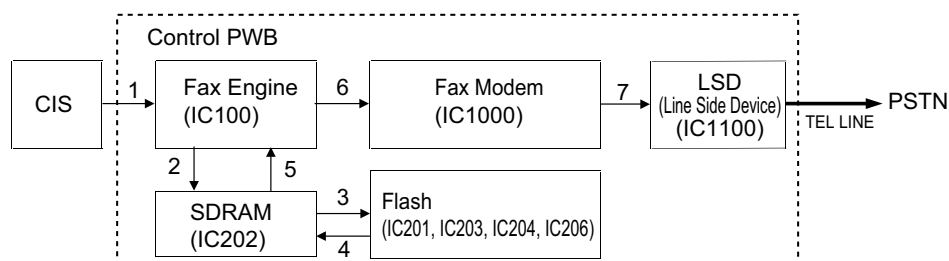 Control PWB
CIS
1
Fax Engine
(IC100)
6
Fax Modem
(IC1000)
7
LSD
(Line Side Device)
(IC1100)
TEL LINE
PSTN
2
5
SDRAM
(IC202)
3
4
Flash
(IC201, IC203, IC204, IC206)